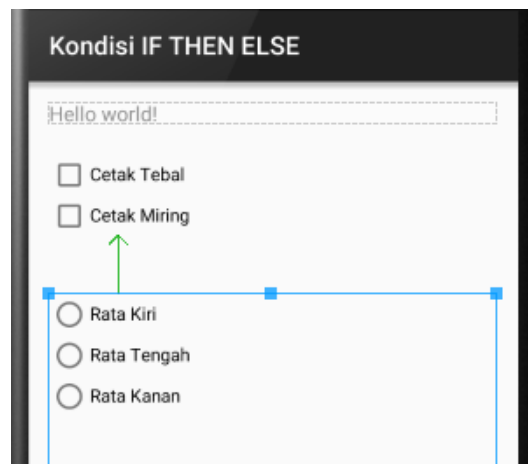 Kondisi IF THEN ELSE
Hello world!
Cetak Tebal
Cetak Miring
Rata Kiri
Rata Tengah
Rata Kanan